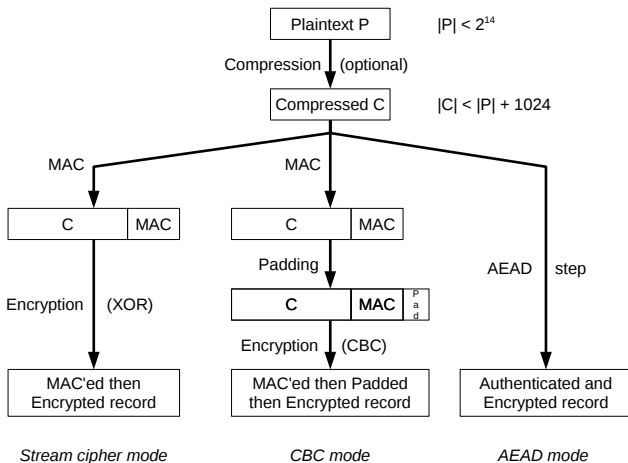 Plaintext P
|P| < 2¹⁴
Compression (optional)
Compressed C
|C| < |P| + 1024
MAC
MAC
C MAC
C MAC
Padding
AEAD step
C MAC Pad
Encryption (XOR)
Encryption (CBC)
MAC'ed then
Encrypted record
MAC'ed then Padded
then Encrypted record
Authenticated and
Encrypted record
Stream cipher mode
CBC mode
AEAD mode